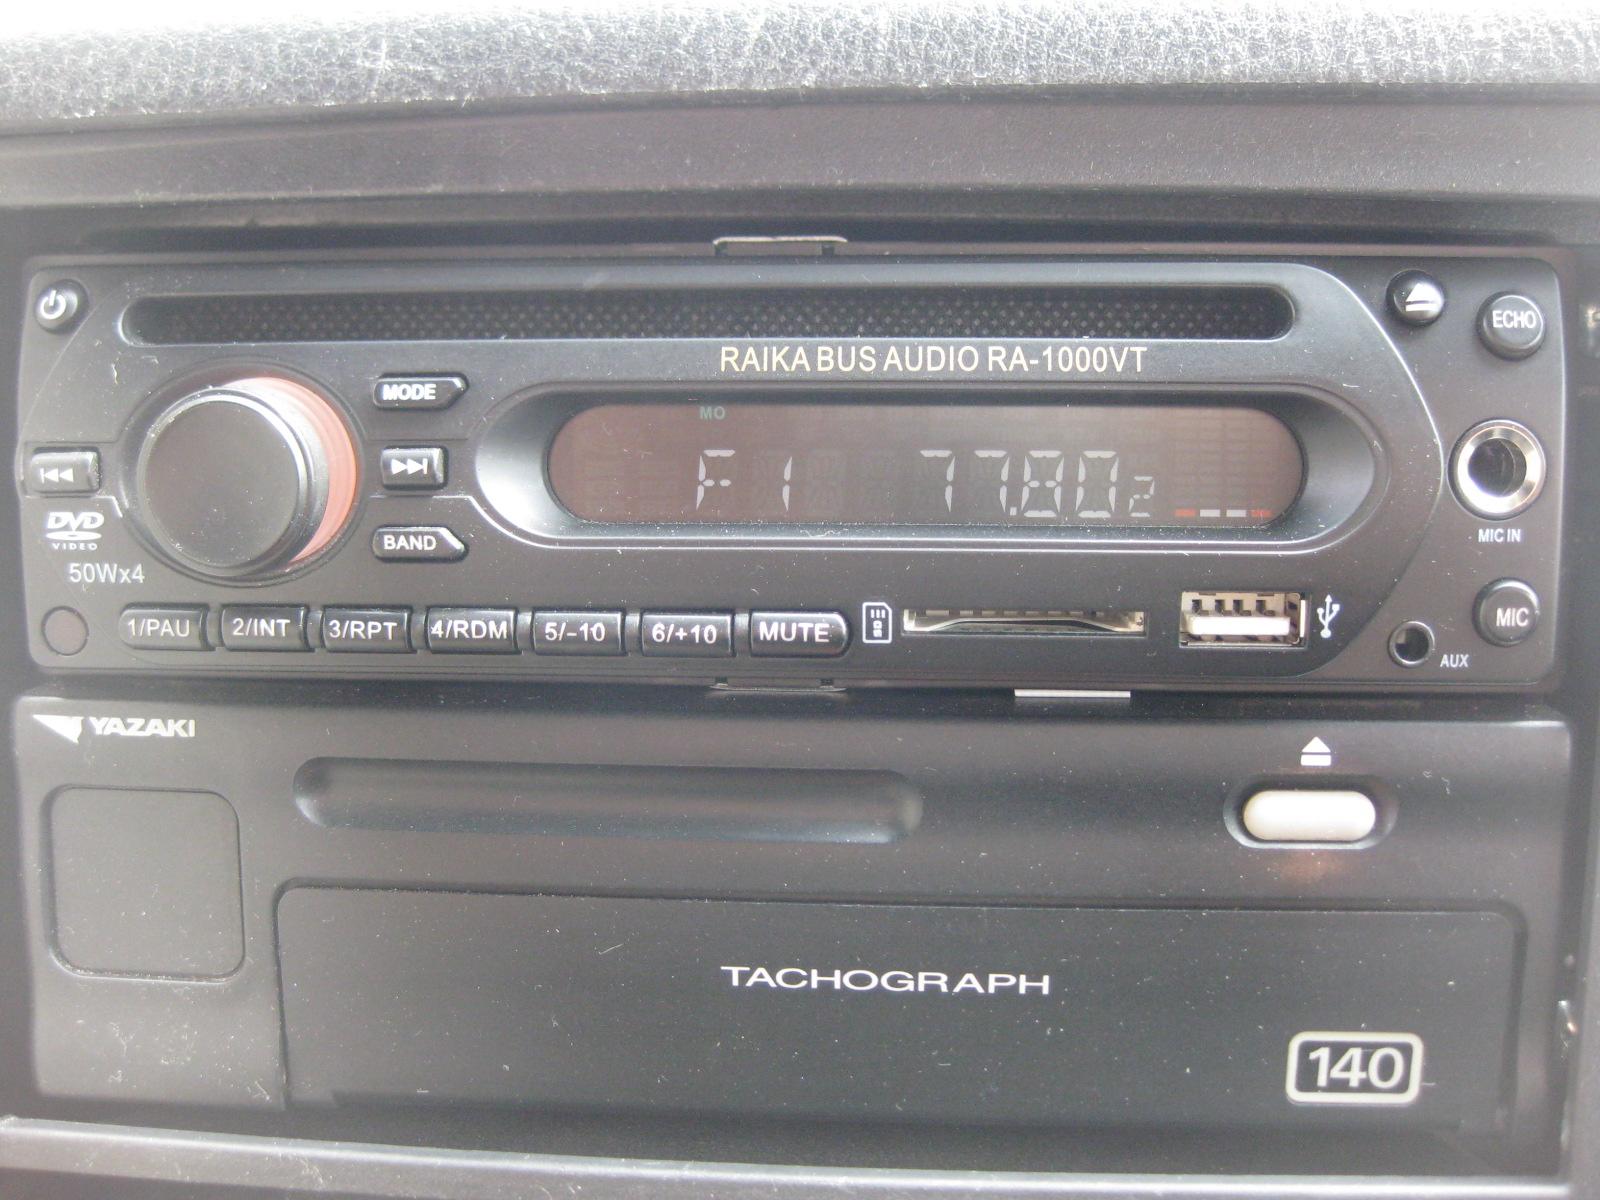 ECHO
RAIKA BUS AUDIO RA-1000VT
MODE
MO
F1 77.80 2
DVD
VIDEO
50Wx4
BAND
MIC IN
1/PAU
2/INT
3/RPT
4/RDM
5/-10
6/+10
MUTE
MIC
AUX
YAZAKI
TACHOGRAPH
140